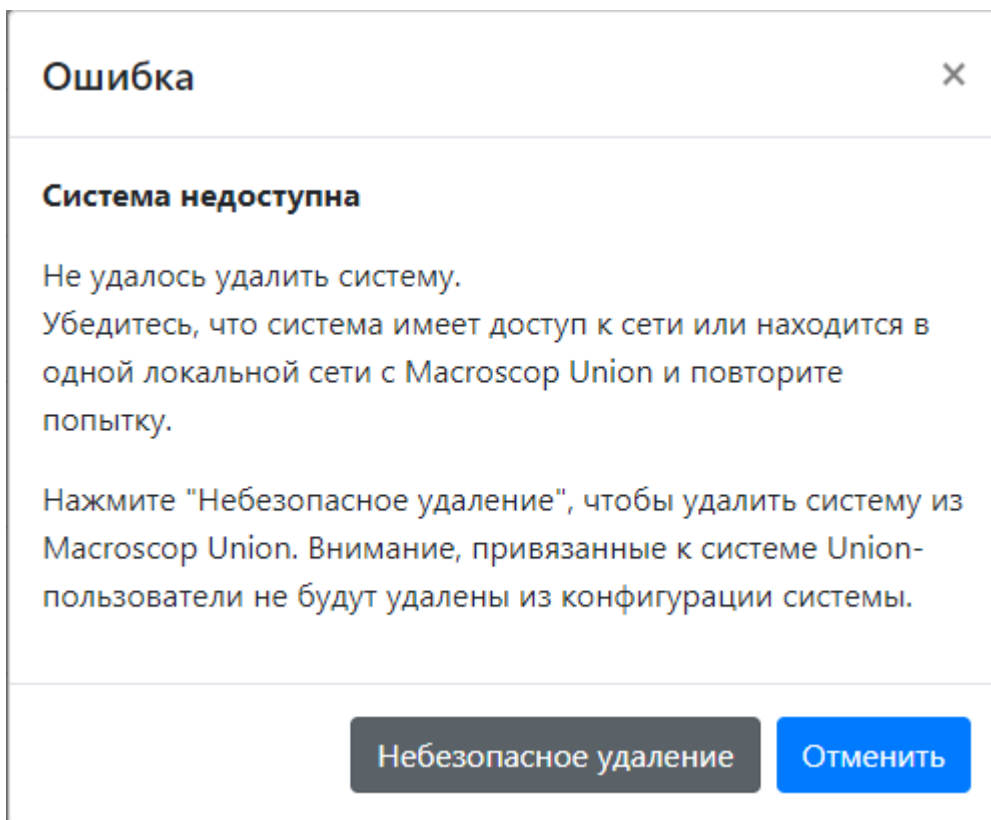 Ошибка
Система недоступна
Не удалось удалить систему.
Убедитесь, что система имеет доступ к сети или находится в
одной локальной сети с Macroscop Union и повторите
попытку.
Нажмите "Небезопасное удаление", чтобы удалить систему из
Macroscop Union. Внимание, привязанные к системе Union-
пользователи не будут удалены из конфигурации системы.
Небезопасное удаление
Отменить